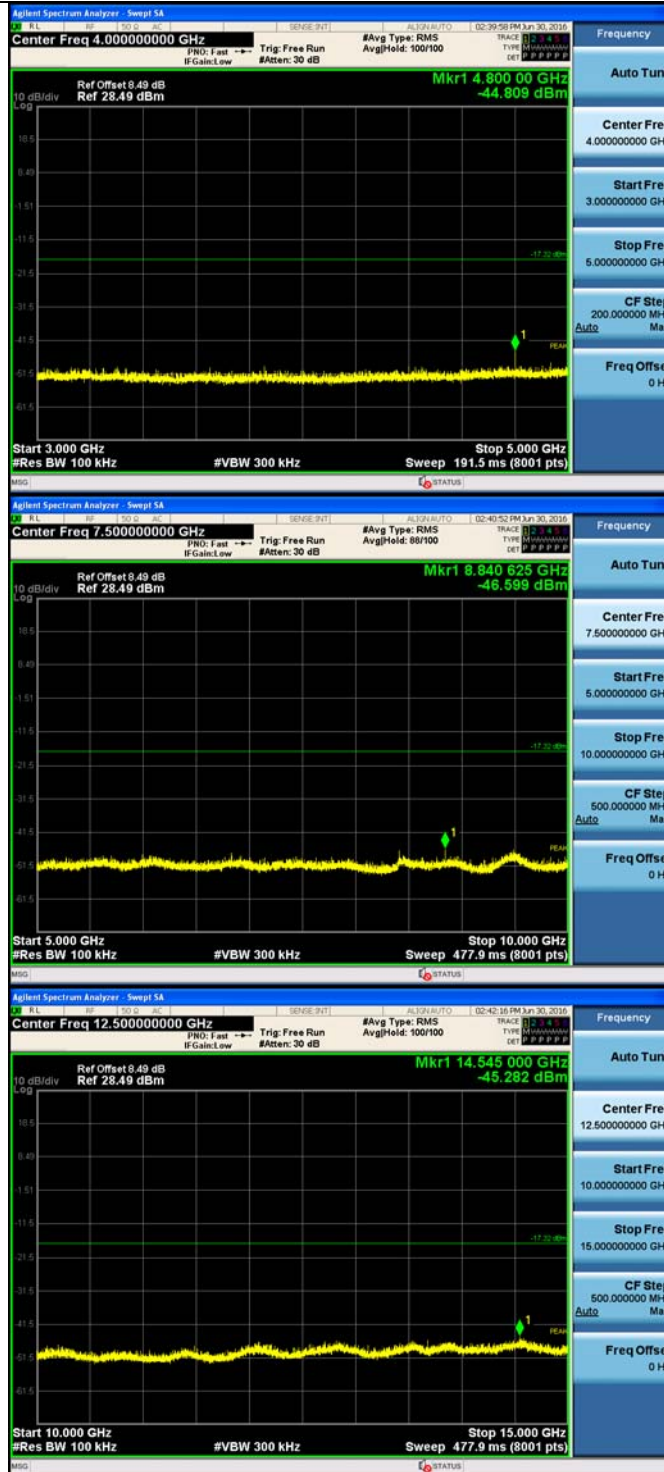 Agilent Spectrum Analyzer - Swept SA
RL RF 50 Ω AC SENSE:INT ALIGN AUTO 02:39:58 PM Jun 30, 2016
Center Freq 4.000000000 GHz #Avg Type: RMS TRACE 1 2 3 4 5 6 Frequency
PNO: Fast Trig: Free Run Avg|Hold: 100/100 TYPE
IFGain:Low #Atten: 30 dB DET P P P P P P
Auto Tun
Mkr1 4.800 00 GHz
Ref Offset 8.49 dB
10 dB/div Ref 28.49 dBm -44.809 dBm
Log
Center Fre
4.000000000 GH
18.5
8.49
Start Fre
3.000000000 GH
-1.51
-11.5
Stop Fre
5.000000000 GH
-17.32 dBm
-21.5
-31.5
CF Ste
200.000000 MH
Auto Ma
-41.5
1
PEAK
Freq Offse
0 H
-51.5
-61.5
Start 3.000 GHz Stop 5.000 GHz
#Res BW 100 kHz #VBW 300 kHz Sweep 191.5 ms (8001 pts)
MSG STATUS
Agilent Spectrum Analyzer - Swept SA
RL RF 50 Ω AC SENSE:INT ALIGN AUTO 02:40:52 PM Jun 30, 2016
Center Freq 7.500000000 GHz #Avg Type: RMS TRACE 1 2 3 4 5 6 Frequency
PNO: Fast Trig: Free Run Avg|Hold: 88/100 TYPE
IFGain:Low #Atten: 30 dB DET P P P P P P
Auto Tun
Mkr1 8.840 625 GHz
Ref Offset 8.49 dB
10 dB/div Ref 28.49 dBm -46.599 dBm
Log
Center Fre
7.500000000 GH
18.5
8.49
Start Fre
5.000000000 GH
-1.51
-11.5
Stop Fre
10.000000000 GH
-17.32 dBm
-21.5
-31.5
CF Ste
500.000000 MH
Auto Ma
-41.5
1
PEAK
Freq Offse
0 H
-51.5
-61.5
Start 5.000 GHz Stop 10.000 GHz
#Res BW 100 kHz #VBW 300 kHz Sweep 477.9 ms (8001 pts)
MSG STATUS
Agilent Spectrum Analyzer - Swept SA
RL RF 50 Ω AC SENSE:INT ALIGN AUTO 02:42:16 PM Jun 30, 2016
Center Freq 12.500000000 GHz #Avg Type: RMS TRACE 1 2 3 4 5 6 Frequency
PNO: Fast Trig: Free Run Avg|Hold: 100/100 TYPE
IFGain:Low #Atten: 30 dB DET P P P P P P
Auto Tun
Mkr1 14.545 000 GHz
Ref Offset 8.49 dB
10 dB/div Ref 28.49 dBm -45.282 dBm
Log
Center Fre
12.500000000 GH
18.5
8.49
Start Fre
10.000000000 GH
-1.51
-11.5
Stop Fre
15.000000000 GH
-17.32 dBm
-21.5
-31.5
CF Ste
500.000000 MH
Auto Ma
-41.5
1
PEAK
Freq Offse
0 H
-51.5
-61.5
Start 10.000 GHz Stop 15.000 GHz
#Res BW 100 kHz #VBW 300 kHz Sweep 477.9 ms (8001 pts)
MSG STATUS